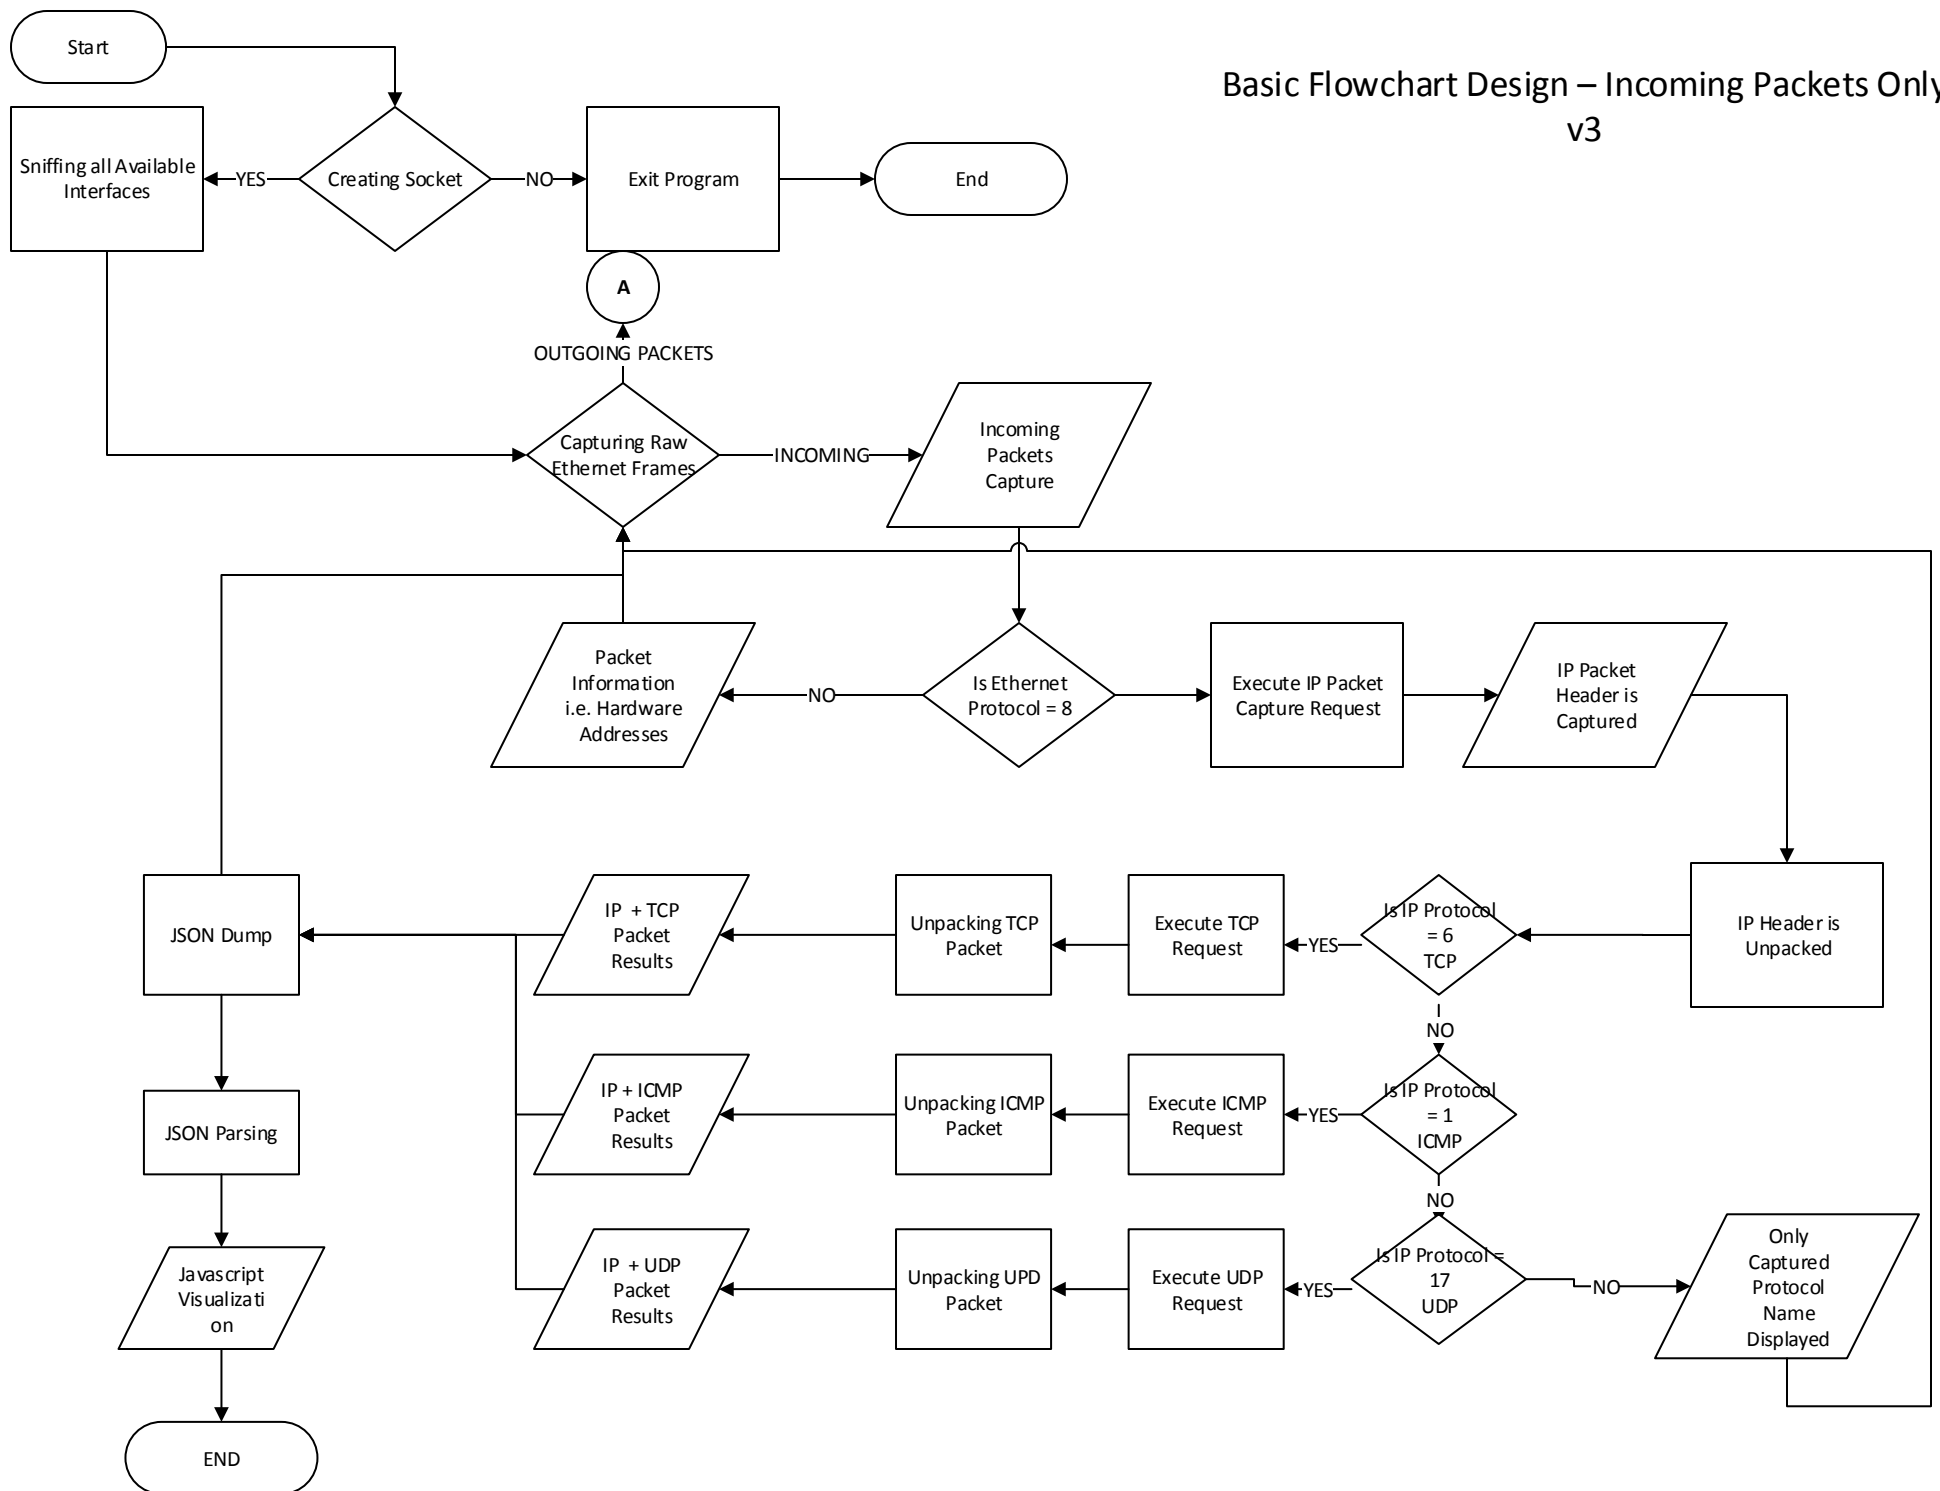 Start
Basic Flowchart Design – Incoming Packets Only
v3
Sniffing all Available
Interfaces
YES
Creating Socket
NO
Exit Program
End
A
OUTGOING PACKETS
Capturing Raw
Ethernet Frames
INCOMING
Incoming
Packets
Capture
Packet
Information
i.e. Hardware
Addresses
NO
Is Ethernet
Protocol = 8
Execute IP Packet
Capture Request
IP Packet
Header is
Captured
JSON Dump
IP + TCP
Packet
Results
Unpacking TCP
Packet
Execute TCP
Request
YES
Is IP Protocol
= 6
TCP
IP Header is
Unpacked
NO
JSON Parsing
IP + ICMP
Packet
Results
Unpacking ICMP
Packet
Execute ICMP
Request
YES
Is IP Protocol
= 1
ICMP
NO
Javascript
Visualizati
on
IP + UDP
Packet
Results
Unpacking UPD
Packet
Execute UDP
Request
YES
Is IP Protocol =
17
UDP
NO
Only
Captured
Protocol
Name
Displayed
END